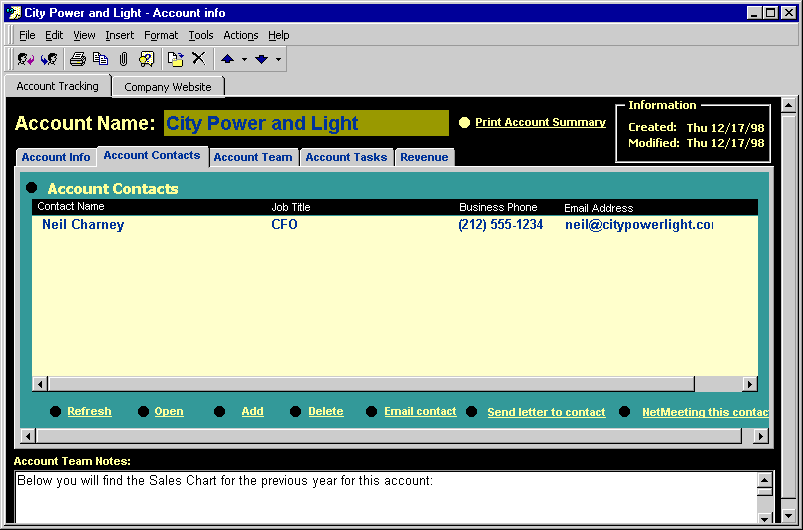 City Power and Light - Account info
File Edit View Insert Format Tools Actions Help
Account Tracking Company Website
Account Name: City Power and Light
Print Account Summary
Information
Created: Thu 12/17/98
Modified: Thu 12/17/98
Account Info Account Contacts Account Team Account Tasks Revenue
Account Contacts
Contact Name Job Title Business Phone Email Address
Neil Charney CFO (212) 555-1234 neil@citypowerlight.co
Refresh Open Add Delete Email contact Send letter to contact NetMeeting this contact
Account Team Notes:
Below you will find the Sales Chart for the previous year for this account: